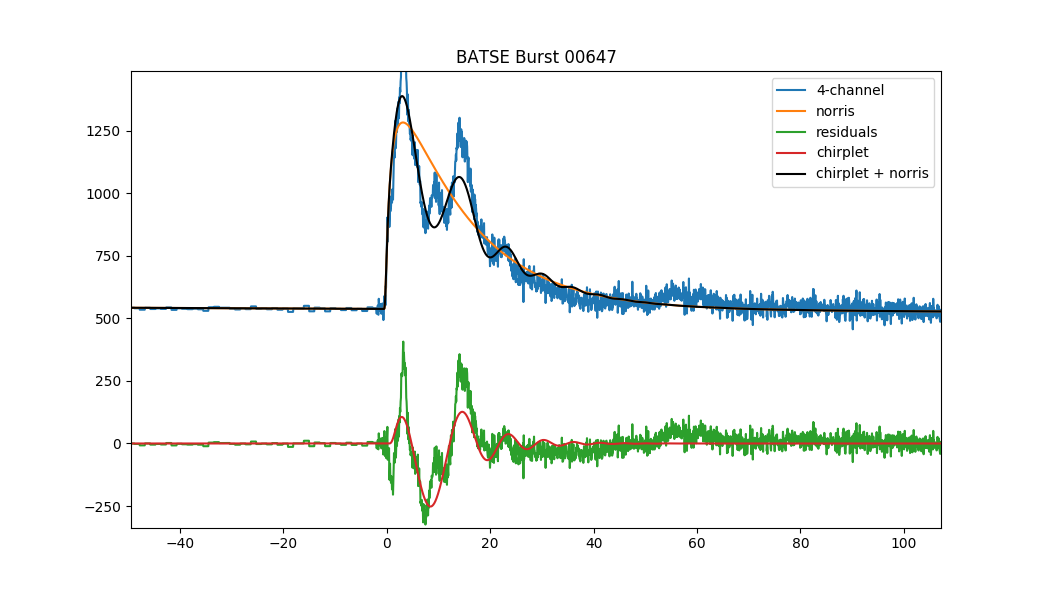 BATSE Burst 00647
4-channel
norris
residuals
chirplet
chirplet + norris
1250
1000
750
500
250
0
−250
−40 −20 0 20 40 60 80 100